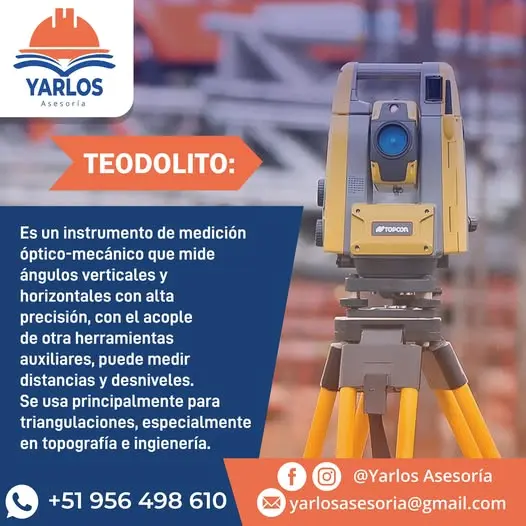 YARLOS
Asesoría
TEODOLITO:
Es un instrumento de medición
óptico-mecánico que mide
ángulos verticales y
horizontales con alta
precisión, con el acople
de otra herramientas
auxiliares, puede medir
distancias y desniveles.
Se usa principalmente para
triangulaciones, especialmente
en topografía e ingienería.
TOPCON
+51 956 498 610
@Yarlos Asesoría
yarlosasesoria@gmail.com